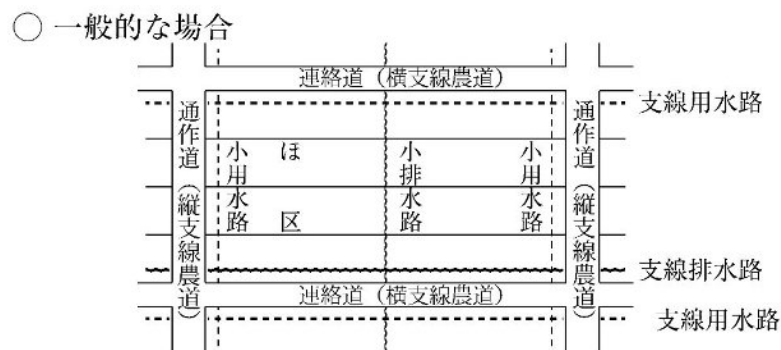 ○ 一般的な場合
連絡道（横支線農道）
支線用水路
通作道（縦支線農道）
小用水路
ほ区
小排水路
小用水路
通作道（縦支線農道）
支線排水路
連絡道（横支線農道）
支線用水路